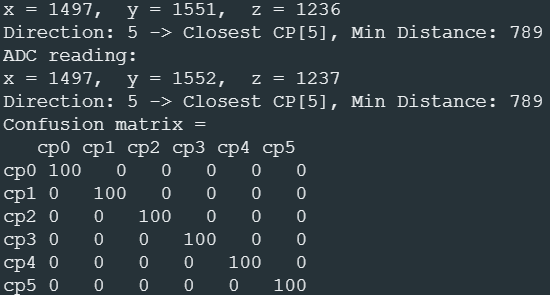 x = 1497,  y = 1551,  z = 1236
Direction: 5 -> Closest CP[5], Min Distance: 789
ADC reading:
x = 1497,  y = 1552,  z = 1237
Direction: 5 -> Closest CP[5], Min Distance: 789
Confusion matrix =
   cp0 cp1 cp2 cp3 cp4 cp5
cp0 100   0   0   0   0   0
cp1 0   100   0   0   0   0
cp2 0   0   100   0   0   0
cp3 0   0   0   100   0   0
cp4 0   0   0   0   100   0
cp5 0   0   0   0   0   100